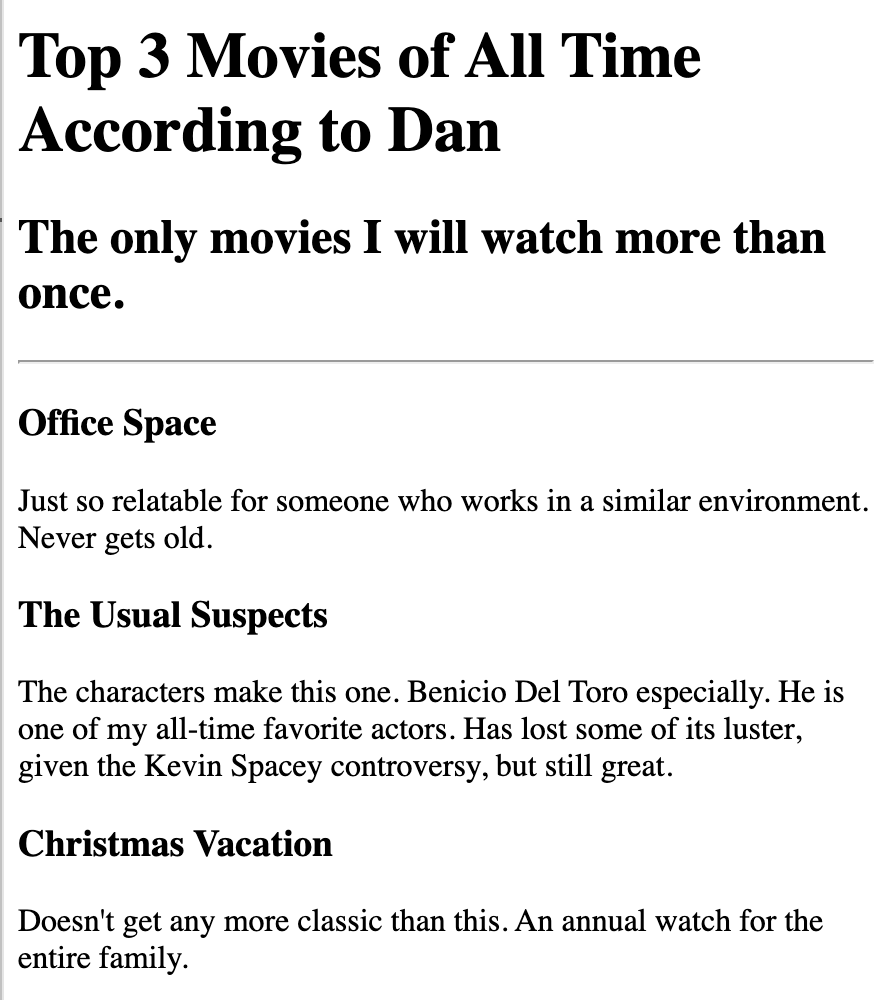 Top 3 Movies of All Time
According to Dan
The only movies I will watch more than
once.
Office Space
Just so relatable for someone who works in a similar environment.
Never gets old.
The Usual Suspects
The characters make this one. Benicio Del Toro especially. He is
one of my all-time favorite actors. Has lost some of its luster,
given the Kevin Spacey controversy, but still great.
Christmas Vacation
Doesn't get any more classic than this. An annual watch for the
entire family.